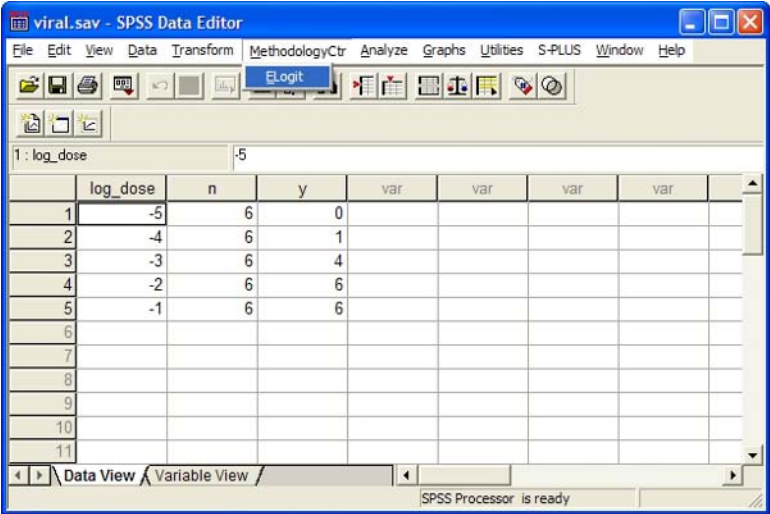 viral.sav - SPSS Data Editor
File Edit View Data Transform MethodologyCtr Analyze Graphs Utilities S-PLUS Window Help
ELogit
1 : log_dose -5
log_dose n y var var var var
1 -5 6 0
2 -4 6 1
3 -3 6 4
4 -2 6 6
5 -1 6 6
6
7
8
9
10
11
Data View Variable View
SPSS Processor is ready